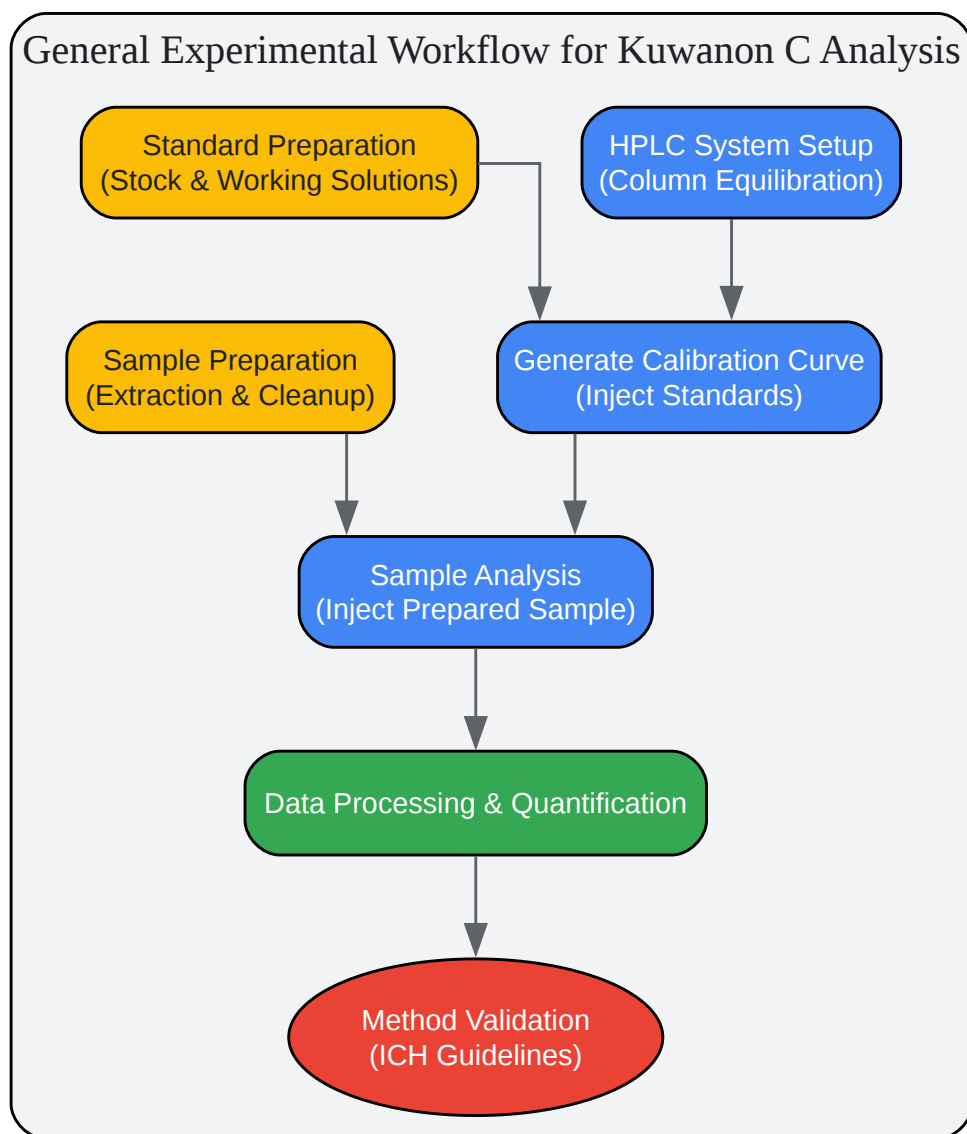 General Experimental Workflow for Kuwanon C Analysis
Standard Preparation
(Stock & Working Solutions)
HPLC System Setup
(Column Equilibration)
Sample Preparation
(Extraction & Cleanup)
Generate Calibration Curve
(Inject Standards)
Sample Analysis
(Inject Prepared Sample)
Data Processing & Quantification
Method Validation
(ICH Guidelines)